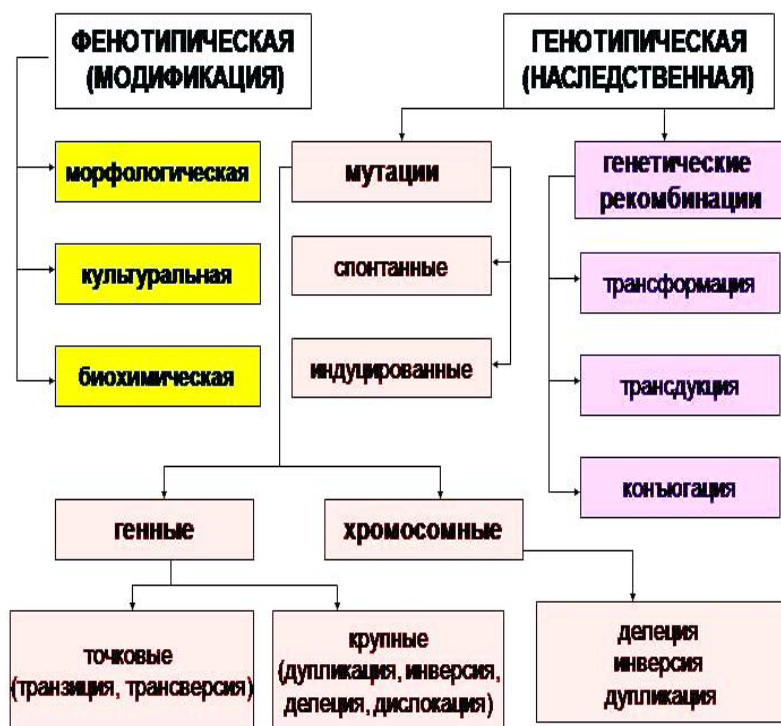 ФЕНОТИПИЧЕСКАЯ
(МОДИФИКАЦИЯ)
ГЕНОТИПИЧЕСКАЯ
(НАСЛЕДСТВЕННАЯ)
морфологическая
мутации
генетические
рекомбинации
культуральная
спонтанные
трансформация
биохимическая
индуцированные
трансдукция
конъюгация
генные
хромосомные
точковые
(транзиция, трансверсия)
крупные
(дупликация, инверсия,
делеция, дислокация)
делеция
инверсия
дупликация